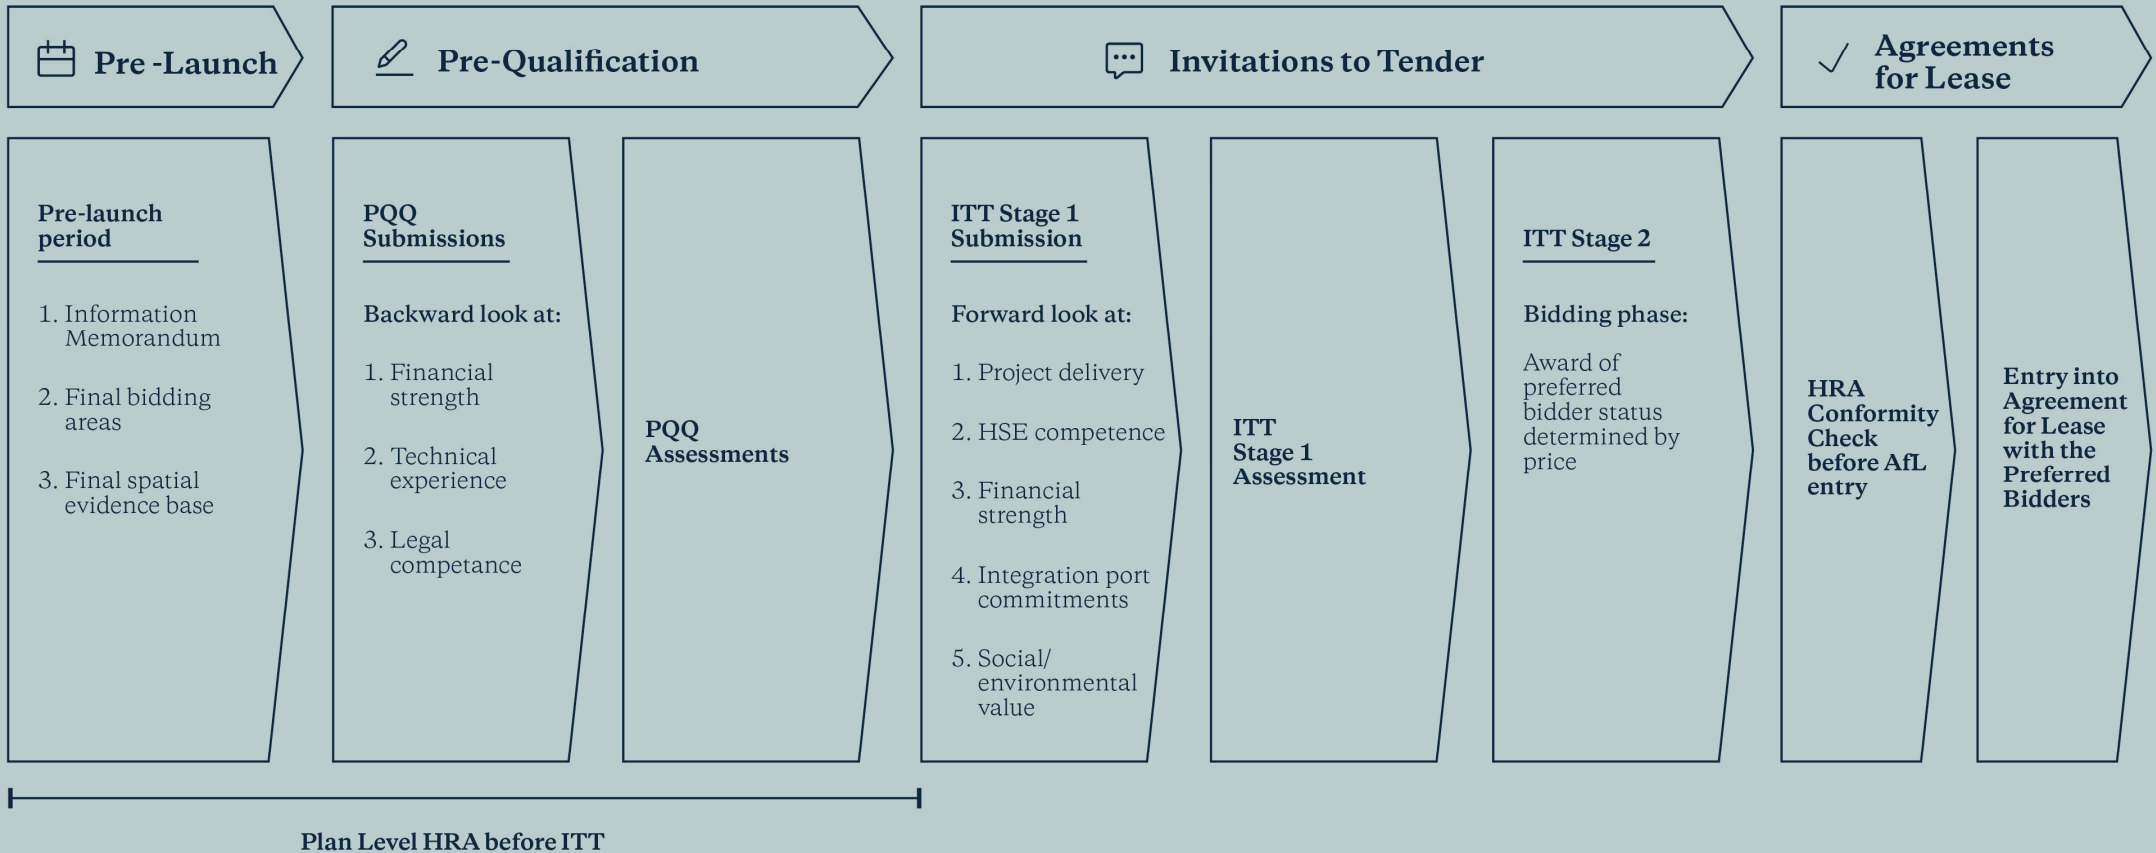 Pre -Launch
Pre-Qualification
Invitations to Tender
Agreements
for Lease
Pre-launch
period
1. Information
Memorandum
2. Final bidding
areas
3. Final spatial
evidence base
PQQ
Submissions
Backward look at:
1. Financial
strength
2. Technical
experience
3. Legal
competance
PQQ
Assessments
ITT Stage 1
Submission
Forward look at:
1. Project delivery
2. HSE competence
3. Financial
strength
4. Integration port
commitments
5. Social/
environmental
value
ITT
Stage 1
Assessment
ITT Stage 2
Bidding phase:
Award of
preferred
bidder status
determined by
price
HRA
Conformity
Check
before AfL
entry
Entry into
Agreement
for Lease
with the
Preferred
Bidders
Plan Level HRA before ITT